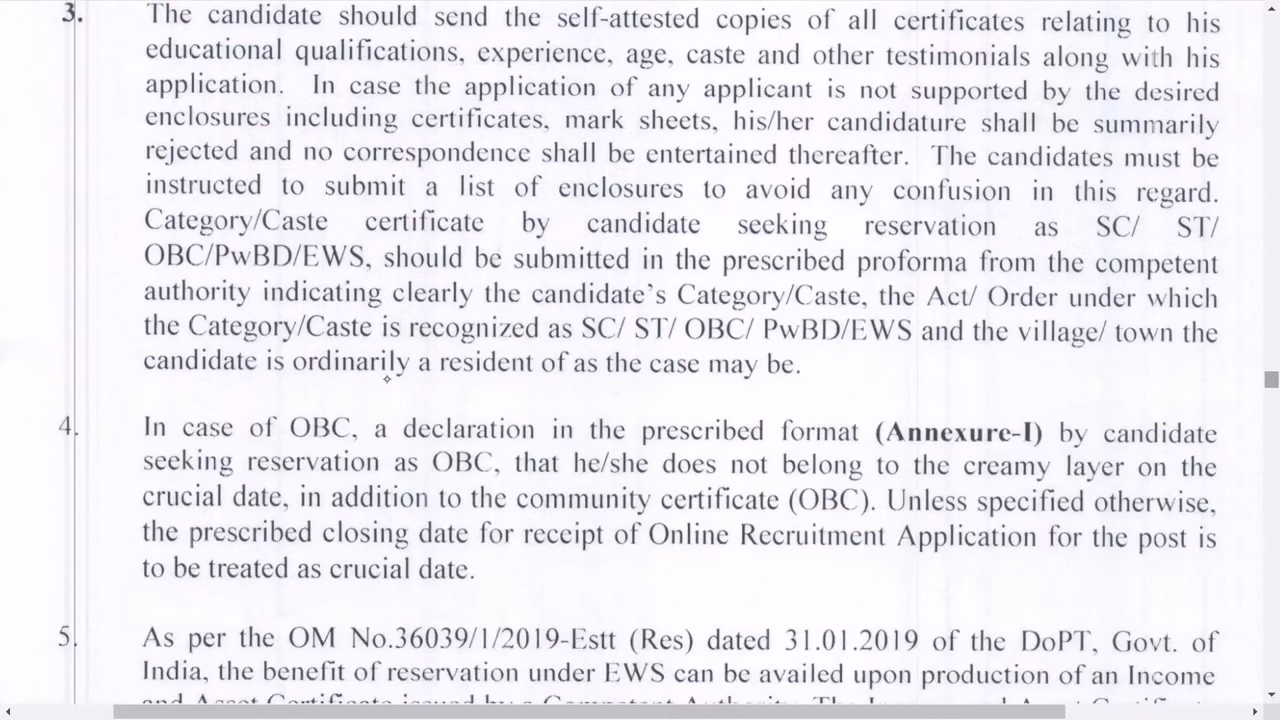 3. The candidate should send the self-attested copies of all certificates relating to his
educational qualifications, experience, age, caste and other testimonials along with his
application. In case the application of any applicant is not supported by the desired
enclosures including certificates, mark sheets, his/her candidature shall be summarily
rejected and no correspondence shall be entertained thereafter. The candidates must be
instructed to submit a list of enclosures to avoid any confusion in this regard.
Category/Caste certificate by candidate seeking reservation as SC/ ST/
OBC/PwBD/EWS, should be submitted in the prescribed proforma from the competent
authority indicating clearly the candidate's Category/Caste, the Act/ Order under which
the Category/Caste is recognized as SC/ ST/ OBC/ PwBD/EWS and the village/ town the
candidate is ordinarily a resident of as the case may be.
4. In case of OBC, a declaration in the prescribed format (Annexure-I) by candidate
seeking reservation as OBC, that he/she does not belong to the creamy layer on the
crucial date, in addition to the community certificate (OBC). Unless specified otherwise,
the prescribed closing date for receipt of Online Recruitment Application for the post is
to be treated as crucial date.
5. As per the OM No.36039/1/2019-Estt (Res) dated 31.01.2019 of the DoPT, Govt. of
India, the benefit of reservation under EWS can be availed upon production of an Income